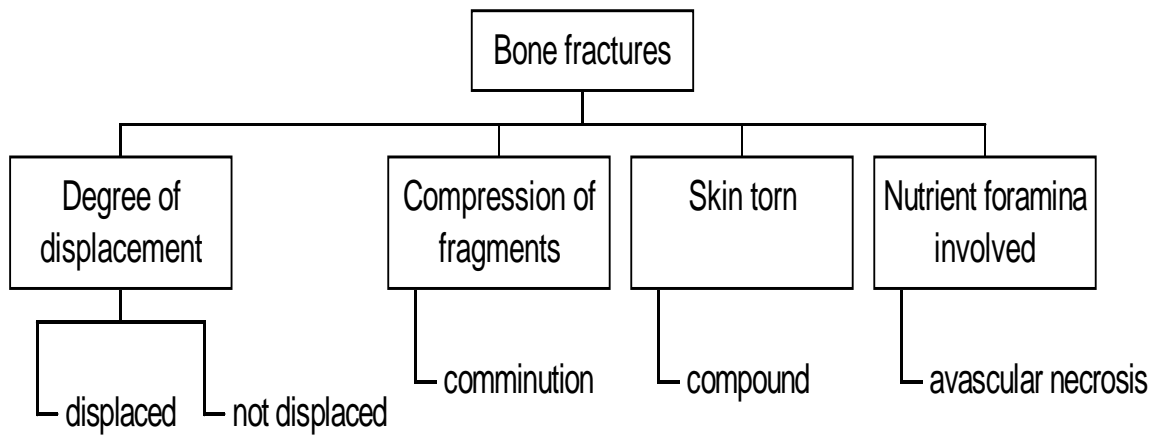 Bone fractures
Degree of
displacement
Compression of
fragments
Skin torn
Nutrient foramina
involved
displaced
not displaced
comminution
compound
avascular necrosis